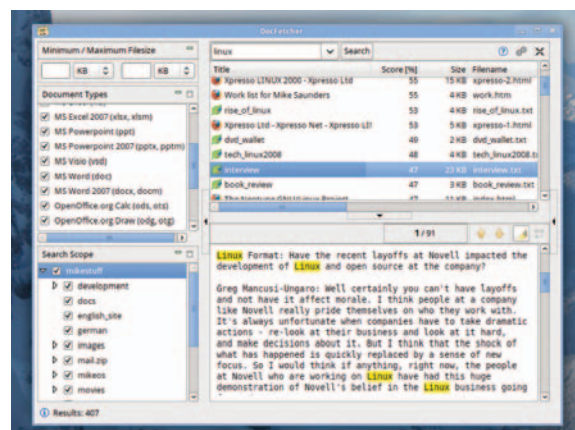 DocFetcher
Minimum / Maximum Filesize
KB KB
Document Types
MS Excel 2007 (xlsx, xlsm)
MS Powerpoint (ppt)
MS Powerpoint 2007 (pptx, pptm)
MS Visio (vsd)
MS Word (doc)
MS Word 2007 (docx, docm)
OpenOffice.org Calc (ods, ots)
OpenOffice.org Draw (odg, otg)
Search Scope
mikestuff
development
docs
english_site
german
images
mail.zip
mikeos
movies
linux Search
Title Score [%] Size Filename
Xpresso LINUX 2000 - Xpresso Ltd 55 15 KB xpresso-2.html
Work list for Mike Saunders 55 4 KB work.htm
rise_of_linux 53 4 KB rise_of_linux.txt
Xpresso Ltd - Xpresso Net - Xpresso LI 53 5 KB xpresso-1.html
dvd_wallet 49 2 KB dvd_wallet.txt
tech_linux2008 48 4 KB tech_linux2008.t
interview 47 23 KB interview.txt
book_review 47 3 KB book_review.txt
The Neptune GNU/Linux Project 47 11 KB index.html
1/91
Linux Format: Have the recent layoffs at Novell impacted the
development of Linux and open source at the company?
Greg Mancusi-Ungaro: Well certainly you can't have layoffs
and not have it affect morale. I think people at a company
like Novell really pride themselves on who they work with.
It's always unfortunate when companies have to take dramatic
actions - re-look at their business and look at it hard,
and make decisions about it. But I think that the shock of
what has happened is quickly replaced by a sense of new
focus. So I would think if anything, right now, the people
at Novell who are working on Linux have had this huge
demonstration of Novell's belief in the Linux business going
Results: 407